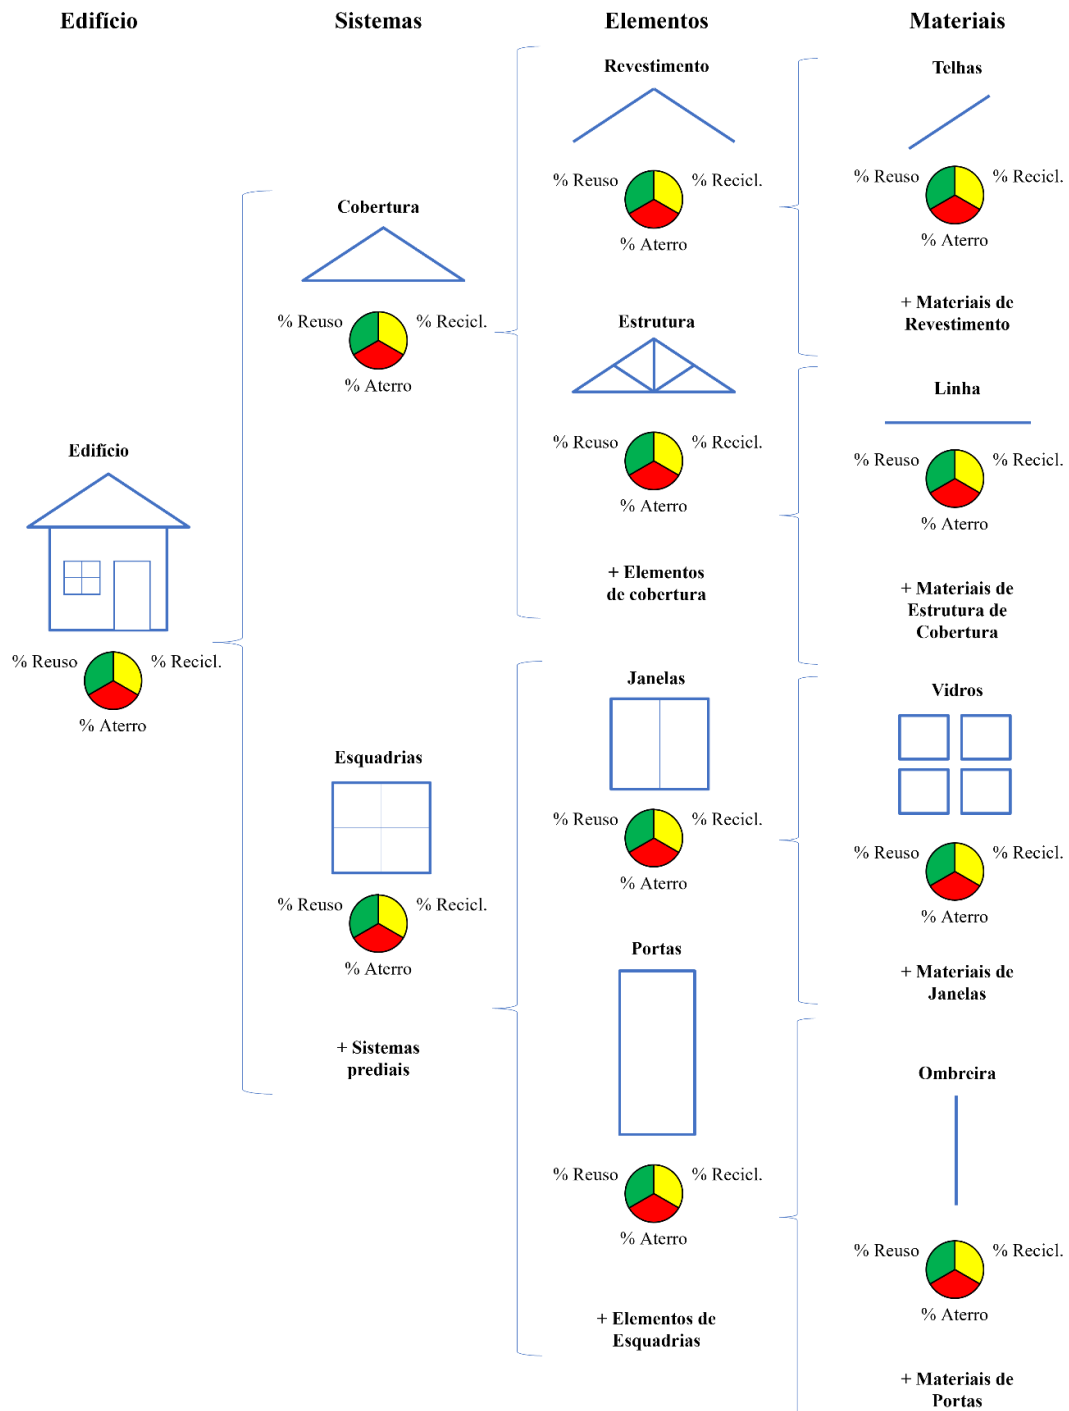 Edifício
Sistemas
Elementos
Materiais
Edifício
% Reuso
% Recicl.
% Aterro
Cobertura
% Reuso
% Recicl.
% Aterro
Esquadrias
% Reuso
% Recicl.
% Aterro
+ Sistemas
prediais
Revestimento
% Reuso
% Recicl.
% Aterro
Estrutura
% Reuso
% Recicl.
% Aterro
+ Elementos
de cobertura
Janelas
% Reuso
% Recicl.
% Aterro
Portas
% Reuso
% Recicl.
% Aterro
+ Elementos de
Esquadrias
Telhas
% Reuso
% Recicl.
% Aterro
+ Materiais de
Revestimento
Linha
% Reuso
% Recicl.
% Aterro
+ Materiais de
Estrutura de
Cobertura
Vidros
% Reuso
% Recicl.
% Aterro
+ Materiais de
Janelas
Ombreira
% Reuso
% Recicl.
% Aterro
+ Materiais de
Portas